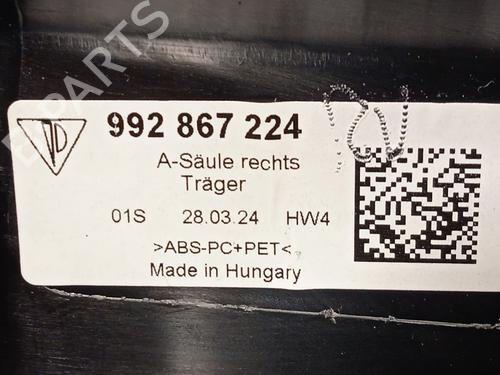 992 867 224
A-Säule rechts
Träger
01S 28.03.24 HW4
>ABS-PC+PET<
Made in Hungary